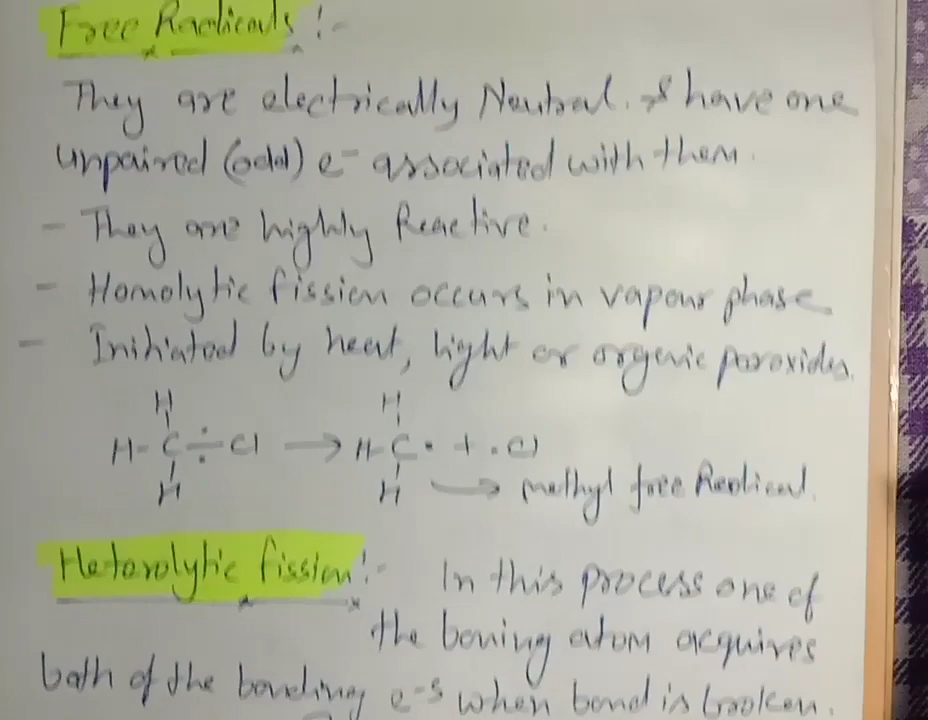 Free Radicals :-
They are electrically Neutral. & have one
unpaired (odd) e- associated with them.
- They are highly Reactive.
- Homolytic fission occurs in vapour phase
- Initiated by heat, light or organic peroxides.
H H
H-C÷Cl → H-C· + ·Cl
H H → methyl free Radical.
Heterolytic fission :- In this process one of
the boning atom acquires
both of the bonding e-s when bond is broken.